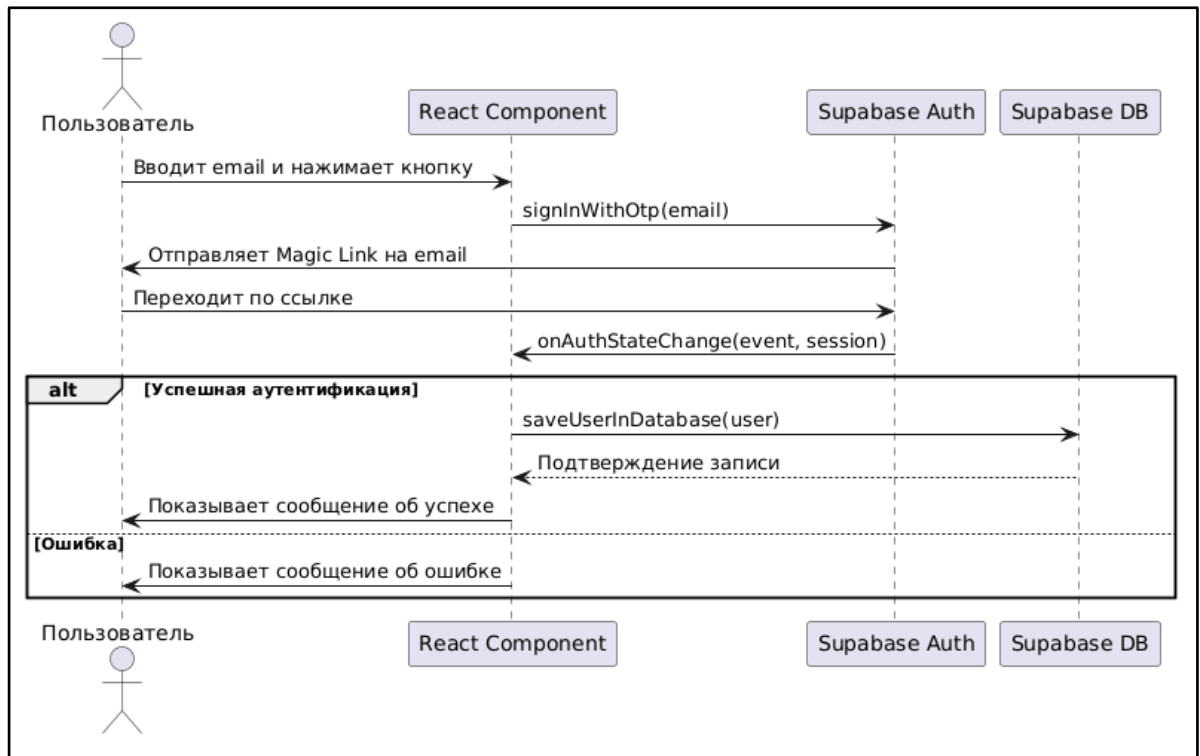 Пользователь
React Component
Supabase Auth
Supabase DB
Вводит email и нажимает кнопку
signInWithOtp(email)
Отправляет Magic Link на email
Переходит по ссылке
onAuthStateChange(event, session)
alt
[Успешная аутентификация]
saveUserInDatabase(user)
Подтверждение записи
Показывает сообщение об успехе
[Ошибка]
Показывает сообщение об ошибке
Пользователь
React Component
Supabase Auth
Supabase DB